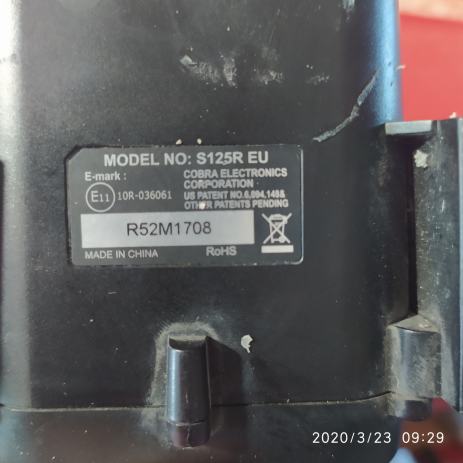 MODEL NO: S125R EU
E-mark :
E11 10R-036061
COBRA ELECTRONICS
CORPORATION
US PATENT NO.6,094,148&
OTHER PATENTS PENDING
R52M1708
MADE IN CHINA
RoHS
2020/3/23 09:29